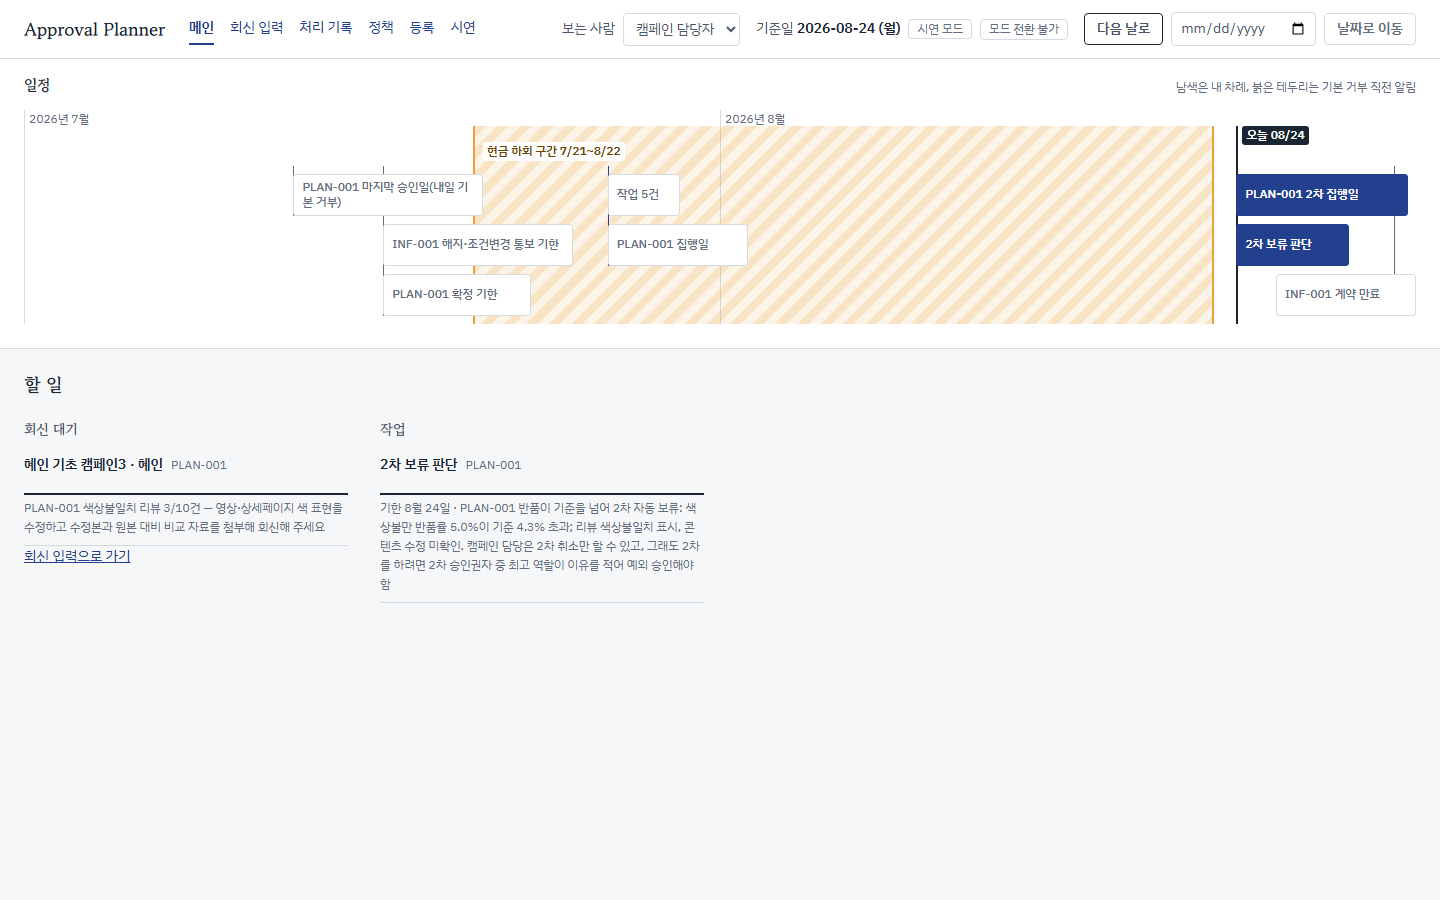 Approval Planner 메인 회신 입력 처리 기록 정책 등록 시연 보는 사람 캠페인 담당자 기준일 2026-08-24 (월) 시연 모드 모드 전환 불가 다음 날로 mm/dd/yyyy 날짜로 이동
일정 남색은 내 차례, 붉은 테두리는 기본 거부 직전 알림
2026년 7월 2026년 8월
오늘 08/24
현금 하회 구간 7/21~8/22
PLAN-001 마지막 승인일(내일 기
본 거부)
작업 5건
PLAN-001 2차 집행일
INF-001 해지·조건변경 통보 기한
PLAN-001 집행일
2차 보류 판단
PLAN-001 확정 기한
INF-001 계약 만료
할 일
회신 대기
혜인 기초 캠페인3 · 혜인 PLAN-001
PLAN-001 색상불일치 리뷰 3/10건 — 영상·상세페이지 색 표현을
수정하고 수정본과 원본 대비 비교 자료를 첨부해 회신해 주세요
회신 입력으로 가기
작업
2차 보류 판단 PLAN-001
기한 8월 24일 · PLAN-001 반품이 기준을 넘어 2차 자동 보류: 색
상불만 반품률 5.0%이 기준 4.3% 초과; 리뷰 색상불일치 표시, 콘
텐츠 수정 미확인. 캠페인 담당은 2차 취소만 할 수 있고, 그래도 2차
를 하려면 2차 승인권자 중 최고 역할이 이유를 적어 예외 승인해야
함